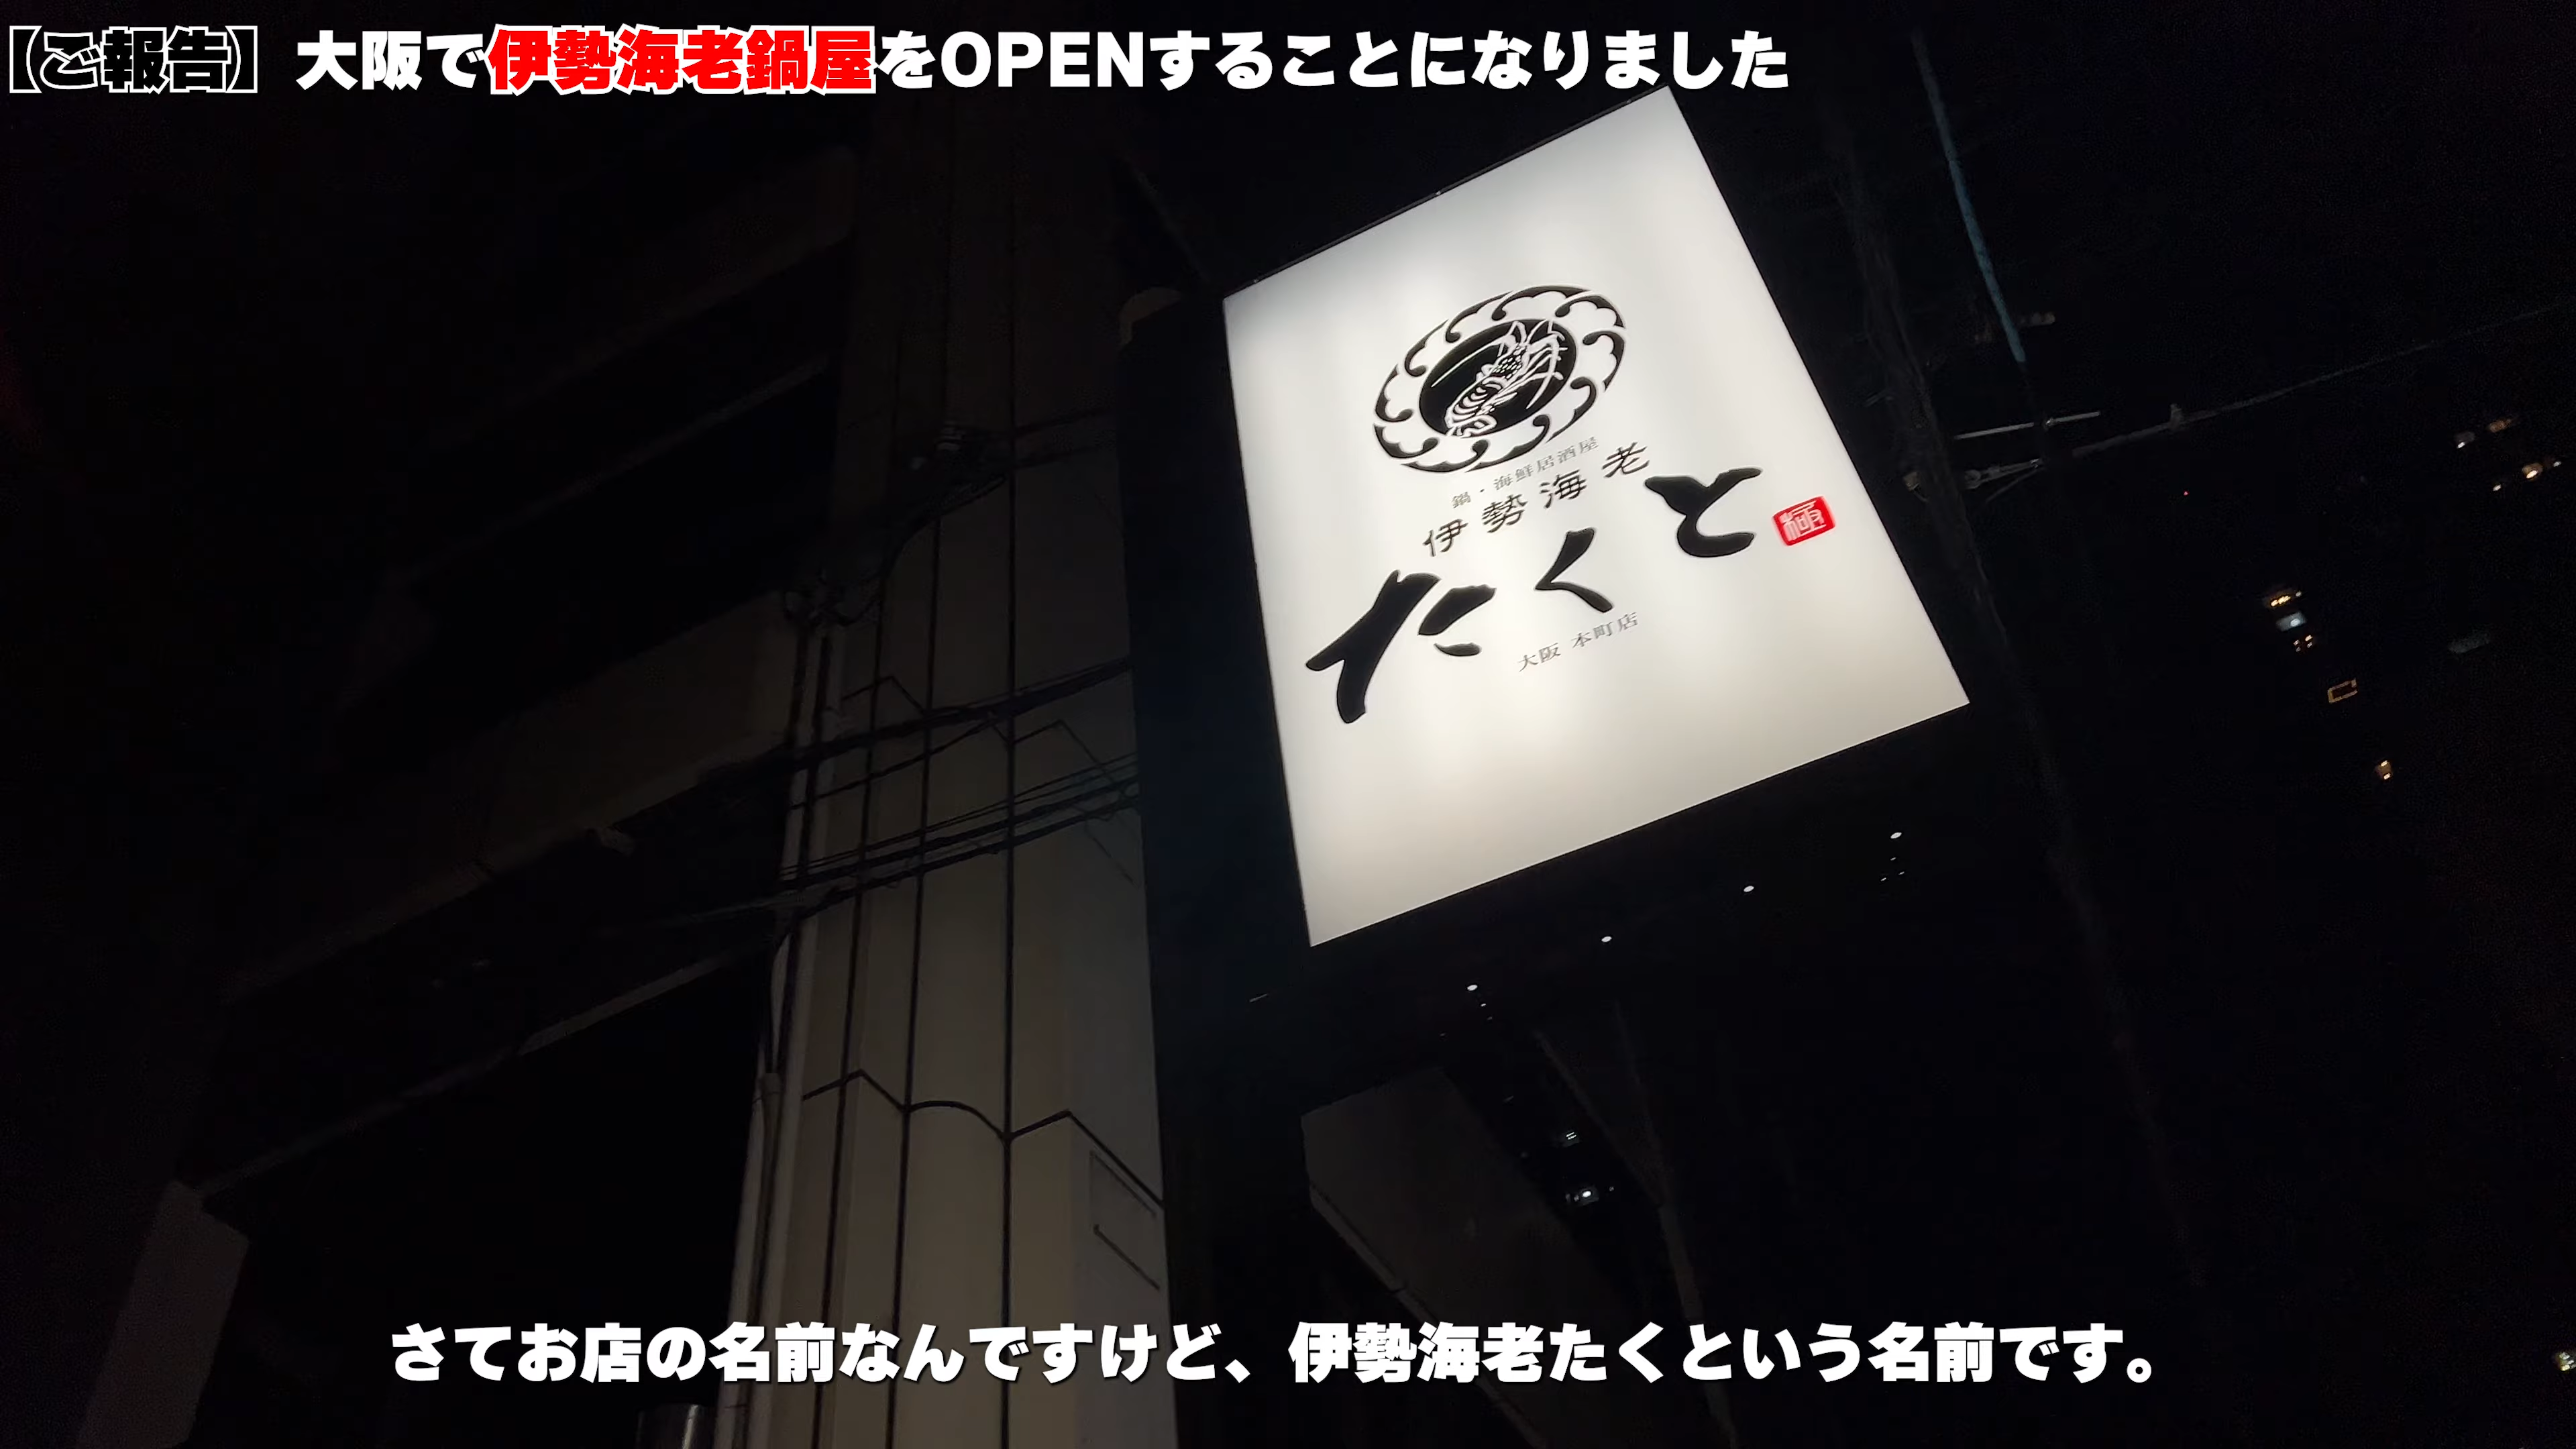 【ご報告】大阪で伊勢海老鍋屋をOPENすることになりました
鍋・海鮮居酒屋
伊勢海老
たくと
極
大阪 本町店
さてお店の名前なんですけど、伊勢海老たくという名前です。